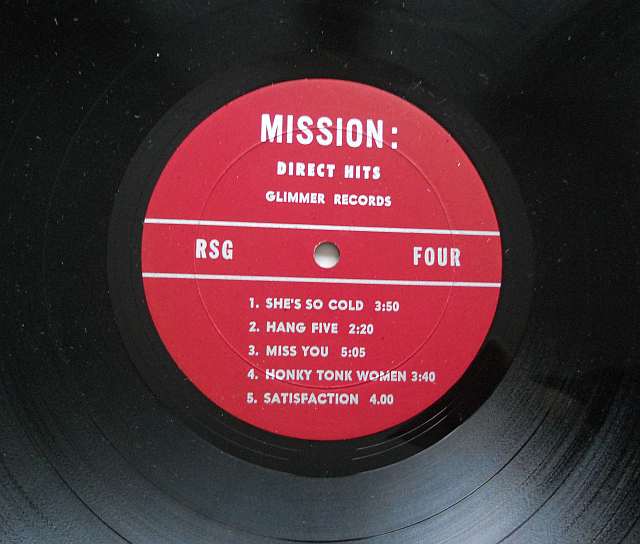 MISSION:
DIRECT HITS
GLIMMER RECORDS
RSG FOUR
1. SHE'S SO COLD 3:50
2. HANG FIVE 2:20
3. MISS YOU 5:05
4. HONKY TONK WOMEN 3:40
5. SATISFACTION 4.00